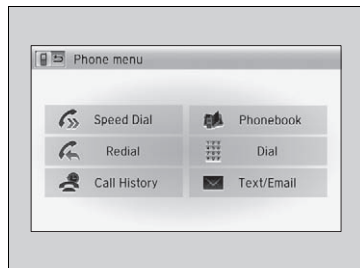 Phone menu
Speed Dial
Phonebook
Redial
Dial
Call History
Text/Email